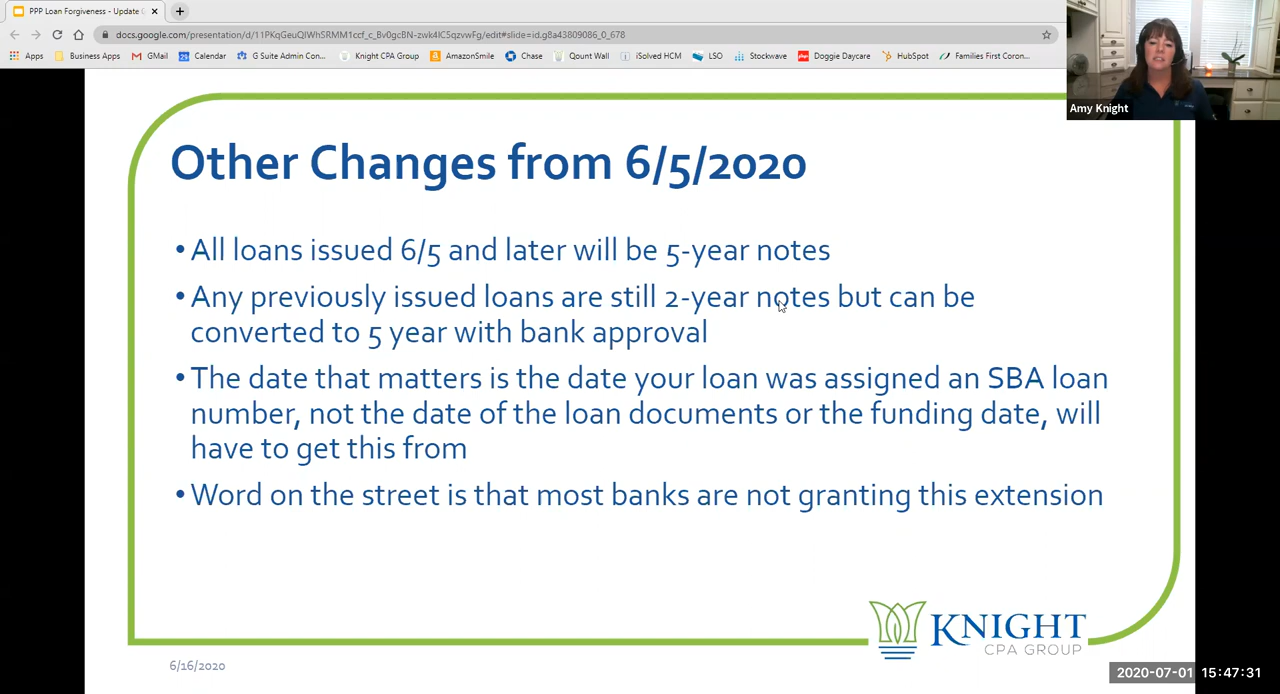 PPP Loan Forgiveness - Update
docs.google.com/presentation/d/11PKqGeuQIWhSRMM1ccf_c_Bv0gcBN-zwk4IC5qzvwFg/edit#slide=id.g8a43809086_0_678
Apps Business Apps GMail Calendar G Suite Admin Con... Knight CPA Group AmazonSmile Chase Qount Wall iSolved HCM LSO Stockwave Doggie Daycare HubSpot Families First Coron...
Amy Knight
Other Changes from 6/5/2020
• All loans issued 6/5 and later will be 5-year notes
• Any previously issued loans are still 2-year notes but can be
converted to 5 year with bank approval
• The date that matters is the date your loan was assigned an SBA loan
number, not the date of the loan documents or the funding date, will
have to get this from
• Word on the street is that most banks are not granting this extension
KNIGHT
CPA GROUP
6/16/2020
2020-07-01 15:47:31